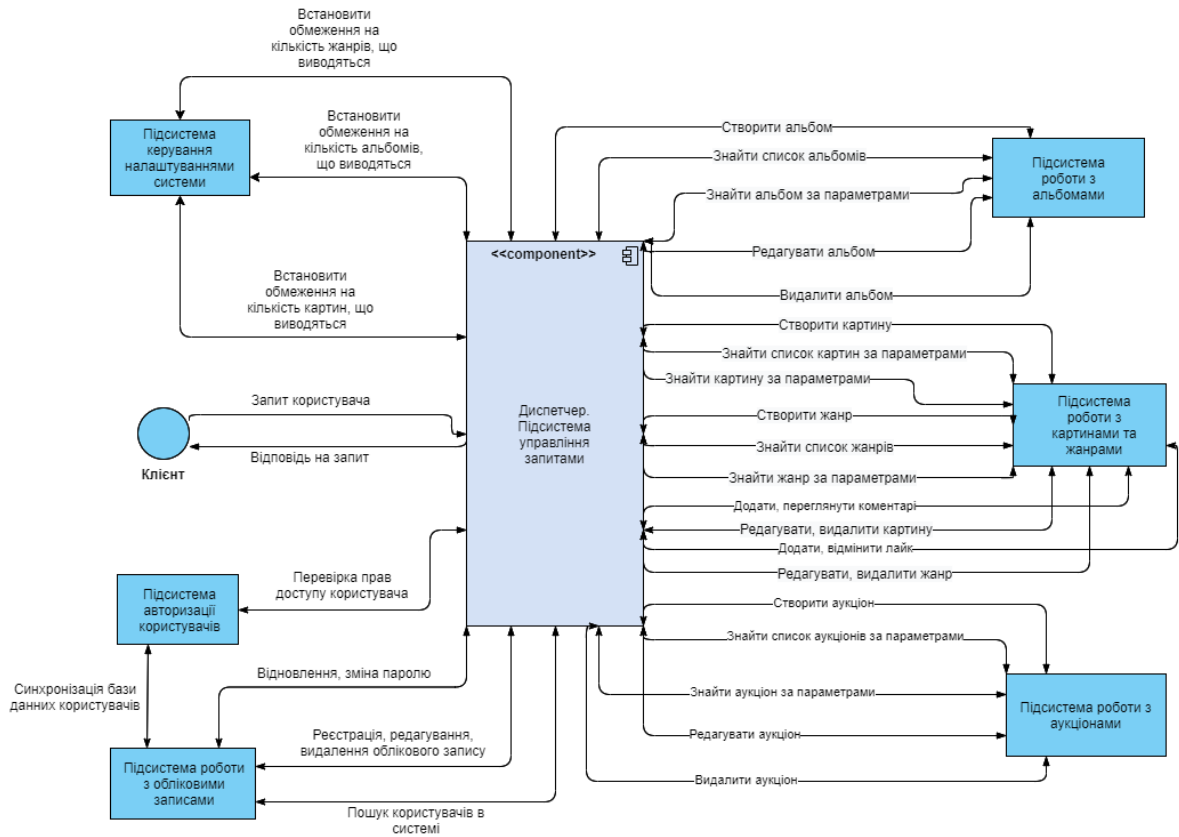 Встановити
обмеження на
кількість жанрів, що
виводяться
Підсистема
керування
налаштуваннями
системи
Встановити
обмеження на
кількість альбомів,
що виводяться
Встановити
обмеження на
кількість картин, що
виводяться
Запит користувача
Відповідь на запит
Клієнт
<<component>>
Диспетчер.
Підсистема
управління
запитами
Створити альбом
Знайти список альбомів
Знайти альбом за параметрами
Редагувати альбом
Видалити альбом
Підсистема
роботи з
альбомами
Створити картину
Знайти список картин за параметрами
Знайти картину за параметрами
Створити жанр
Знайти список жанрів
Знайти жанр за параметрами
Додати, переглянути коментарі
Редагувати, видалити картину
Додати, відмінити лайк
Редагувати, видалити жанр
Підсистема
роботи з
картинами та
жанрами
Підсистема
авторизації
користувачів
Перевірка прав
доступу користувача
Синхронізація бази
данних користувачів
Підсистема роботи
з обліковими
записами
Відновлення, зміна паролю
Реєстрація, редагування,
видалення облікового запису
Пошук користувачів в
системі
Створити аукціон
Знайти список аукціонів за параметрами
Знайти аукціон за параметрами
Редагувати аукціон
Видалити аукціон
Підсистема роботи з
аукціонами